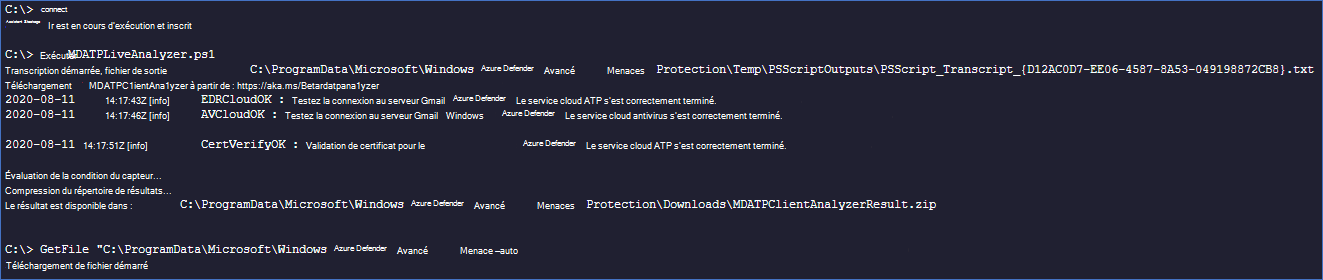 C:\> connect
Assistant Stratage Ir est en cours d'exécution et inscrit
C:\> Exécuter MDATPLiveAnalyzer.ps1
Transcription démarrée, fichier de sortie C:\ProgramData\Microsoft\Windows Azure Defender Avancé Menaces Protection\Temp\PSScriptOutputs\PSScript_Transcript_{D12AC0D7-EE06-4587-8A53-049198872CB8}.txt
Téléchargement MDATPC1ientAna1yzer à partir de : https://aka.ms/Betardatpana1yzer
2020-08-11 14:17:43Z [info] EDRCloudOK : Testez la connexion au serveur Gmail Azure Defender Le service cloud ATP s'est correctement terminé.
2020-08-11 14:17:46Z [info] AVCloudOK : Testez la connexion au serveur Gmail Windows Azure Defender Le service cloud antivirus s'est correctement terminé.
2020-08-11 14:17:51Z [info] CertVerifyOK : Validation de certificat pour le Azure Defender Le service cloud ATP s'est correctement terminé.
Évaluation de la condition du capteur...
Compression du répertoire de résultats...
Le résultat est disponible dans : C:\ProgramData\Microsoft\Windows Azure Defender Avancé Menaces Protection\Downloads\MDATPClientAnalyzerResult.zip
C:\> GetFile "C:\ProgramData\Microsoft\Windows Azure Defender Avancé Menace –auto
Téléchargement de fichier démarré